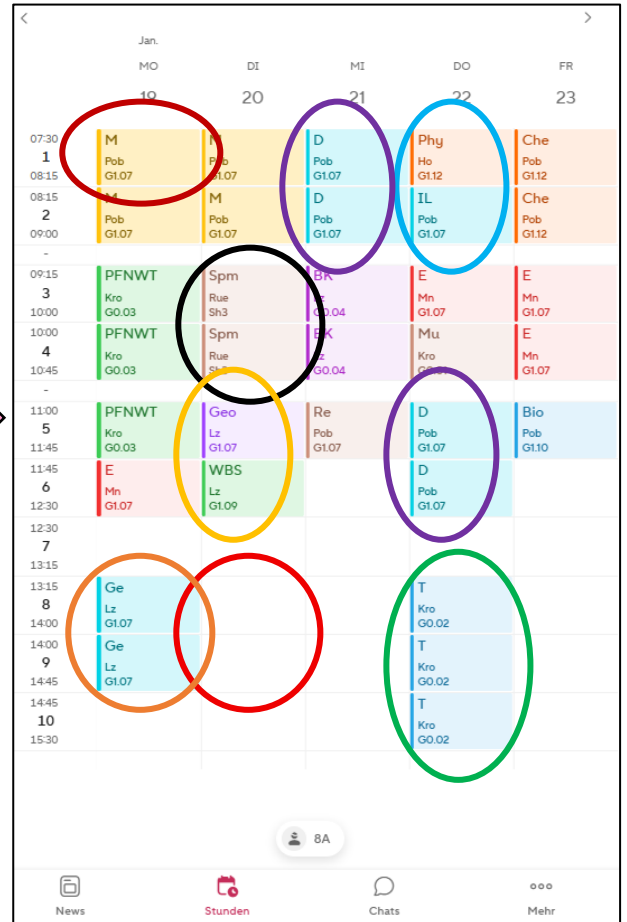 Jan.
MO DI MI DO FR
19 20 21 22 23
07:30
1
08:15
M
Pob
G1.07
M
Pob
G1.07
D
Pob
G1.07
Phy
Ho
G1.12
Che
Pob
G1.12
08:15
2
09:00
M
Pob
G1.07
M
Pob
G1.07
D
Pob
G1.07
IL
Pob
G1.07
Che
Pob
G1.12
-
09:15
3
10:00
PFNWT
Kro
G0.03
Spm
Rue
Sh3
BK
Lz
G0.04
E
Mn
G1.07
E
Mn
G1.07
10:00
4
10:45
PFNWT
Kro
G0.03
Spm
Rue
Sh3
BK
Lz
G0.04
Mu
Kro
E
Mn
G1.07
-
11:00
5
11:45
PFNWT
Kro
G0.03
Geo
Lz
G1.07
Re
Pob
G1.07
D
Pob
G1.07
Bio
Pob
G1.10
11:45
6
12:30
E
Mn
G1.07
WBS
Lz
G1.09
D
Pob
G1.07
12:30
7
13:15
13:15
8
14:00
Ge
Lz
G1.07
T
Kro
G0.02
14:00
9
14:45
Ge
Lz
G1.07
T
Kro
G0.02
14:45
10
15:30
T
Kro
G0.02
8A
News Stunden Chats Mehr